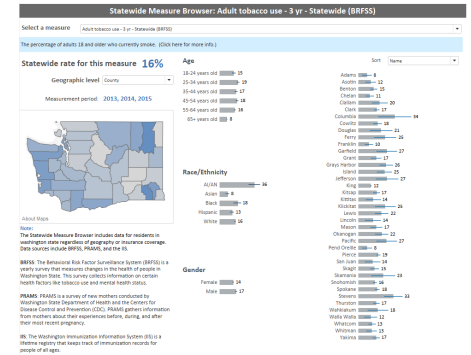 Statewide Measure Browser: Adult tobacco use - 3 yr - Statewide (BRFSS)
Select a measure
Adult tobacco use - 3 yr - Statewide (BRFSS)
The percentage of adults 18 and older who currently smoke. (Click here for more info.)
Statewide rate for this measure 16%
Geographic level County
Measurement period 2013, 2014, 2015
About Maps
Note:
The Statewide Measure Browser includes data for residents in
washington state regardless of geography or insurance coverage.
Data sources include BRFSS, PRAMS, and the IIS
BRFSS: The Behavioral Risk Factor Surveillance System (BRFSS) is a
yearly survey that measures changes in the health of people in
Washington State. This survey collects information on certain
health factors like tobacco use and mental health status.
PRAMS: PRAMS is a survey of new mothers conducted by
Washington State Department of Health and the Centers for
Disease Control and Prevention (CDC). PRAMS gathers information
from mothers about their experiences before, during, and after
their most recent pregnancy.
IIS: The Washington Immunization Information System (IIS) is a
lifetime registry that keeps track of immunization records for
people of all ages.
Age
18-24 years old 15
25-34 years old 19
35-44 years old 17
45-54 years old 18
55-64 years old 16
65+ years old 8
Race/Ethnicity
AI/AN 36
Asian 8
Black 18
Hispanic 13
White 16
Gender
Female 14
Male 17
Sort Name
Adams 8
Asotin 12
Benton 15
Chelan 11
Clallam 20
Clark 17
Columbia 34
Cowlitz 18
Douglas 21
Ferry 25
Franklin 10
Garfield 27
Grant 17
Grays Harbor 26
Island 25
Jefferson 27
King 12
Kitsap 17
Kittitas 14
Klickitat 25
Lewis 22
Lincoln 14
Mason 17
Okanogan 22
Pacific 27
Pend Oreille 8
Pierce 19
San Juan 14
Skagit 15
Skamania 23
Snohomish 16
Spokane 18
Stevens 33
Thurston 17
Wahkiakum 18
Walla Walla 12
Whatcom 13
Whitman 13
Yakima 17